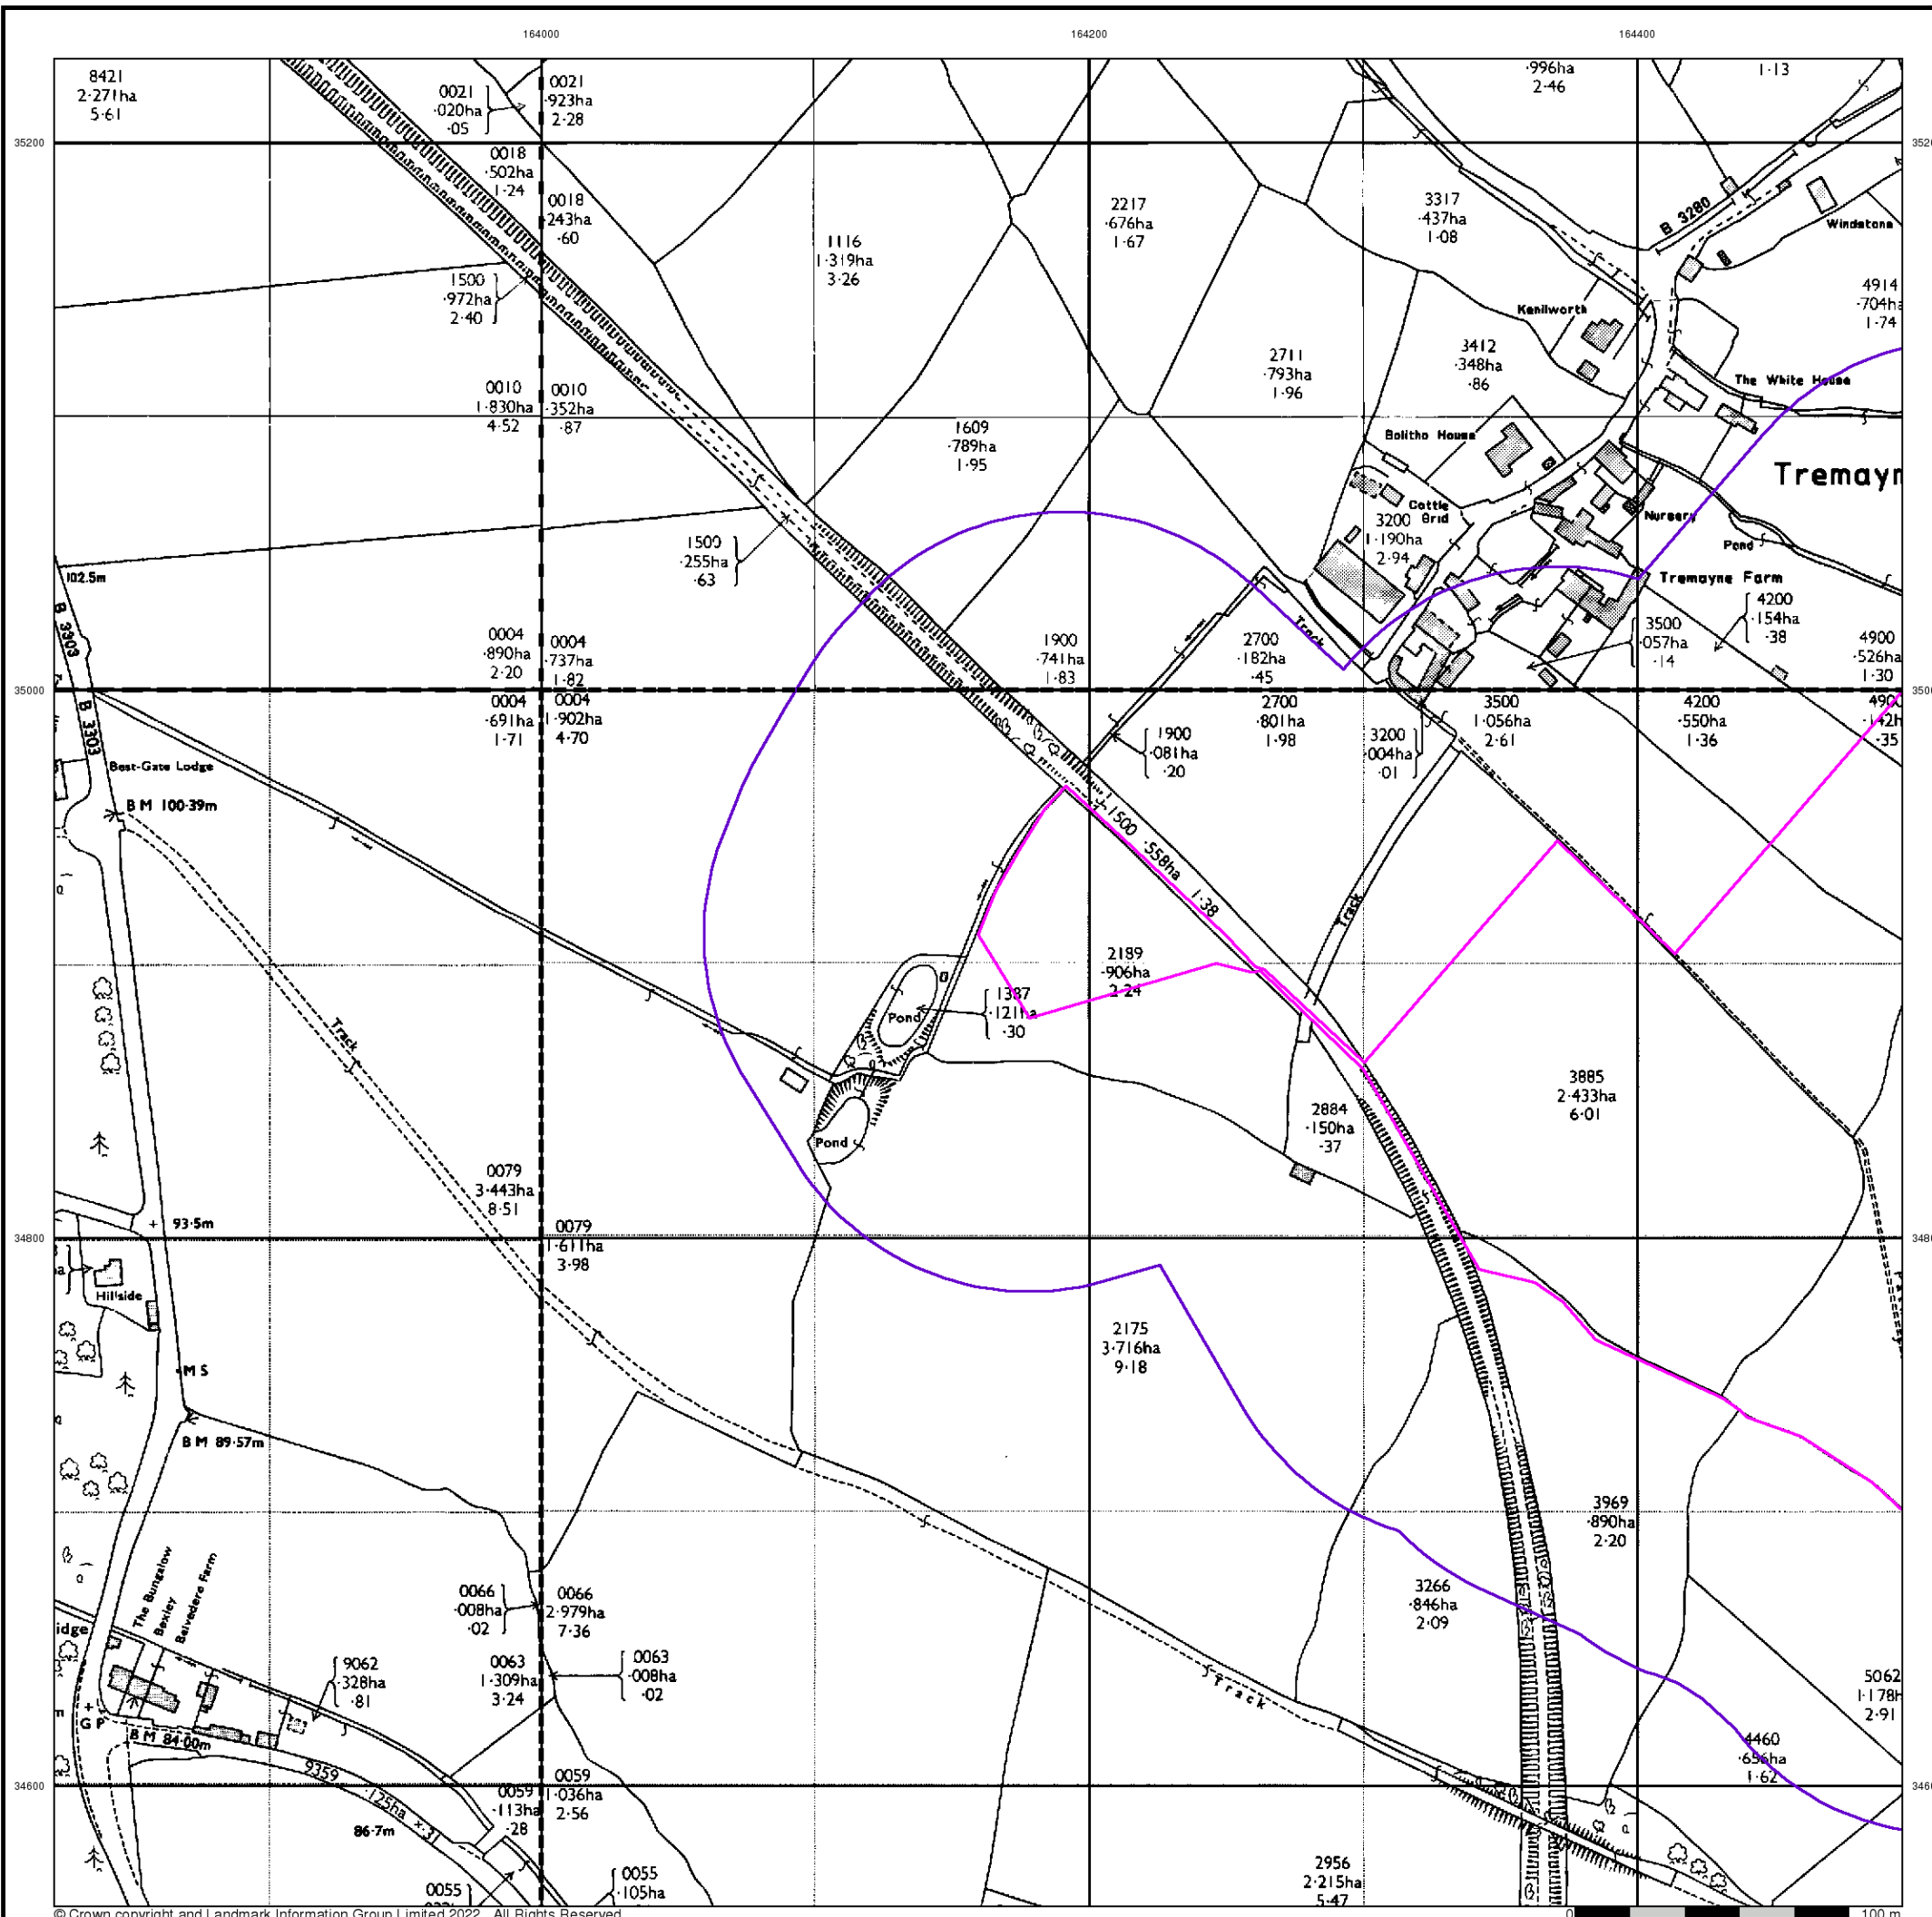 164000
164200
164400
8421
2·271ha
5·61
0021
·020ha
·05
0021
·923ha
2·28
·996ha
2·46
1·13
35200
0018
·502ha
1·24
0018
·243ha
·60
1116
1·319ha
3·26
2217
·676ha
1·67
3317
·437ha
1·08
B 3280
Windstone
1500
·972ha
2·40
4914
·704ha
1·74
Kenilworth
0010
1·830ha
4·52
0010
·352ha
·87
1609
·789ha
1·95
2711
·793ha
1·96
3412
·348ha
·86
The White House
Bolitho House
Tremayn
Cattle
Grid
3200
1·190ha
2·94
Nursery
Pond
102.5m
1500
·255ha
·63
Tremayne Farm
4200
·154ha
·38
3500
·057ha
·14
4900
·526ha
1·30
B 3303
0004
·890ha
2·20
0004
·737ha
1·82
1900
·741ha
1·83
Track
2700
·182ha
·45
35000
B 3303
0004
·691ha
1·71
0004
1·902ha
4·70
1900
·081ha
·20
2700
·801ha
1·98
3200
·004ha
·01
3500
1·056ha
2·61
4200
·550ha
1·36
4900
·142h
·35
Best-Gate Lodge
B M 100·39m
1500 ·558ha 1·38
Track
2189
·906ha
2·24
Pond
1387
·121ha
·30
Track
3885
2·433ha
6·01
2884
·150ha
·37
Pond
0079
3·443ha
8·51
0079
1·611ha
3·98
93·5m
34800
Hillside
2175
3·716ha
9·18
M S
B M 89·57m
3969
·890ha
2·20
3266
·846ha
2·09
The Bungalow
Bexley
Belvedere Farm
idge
0066
·008ha
·02
0066
2·979ha
7·36
0063
1·309ha
3·24
0063
·008ha
·02
9062
·328ha
·81
Track
5062
1·178h
2·91
G P
B M 84·00m
4460
·656ha
1·62
34600
9359
·125ha
·31
0059
·113ha
·28
0059
1·036ha
2·56
86·7m
0055
0055
·105ha
2956
2·215ha
5·47
© Crown copyright and Landmark Information Group Limited 2022. All Rights Reserved.
0
100 m